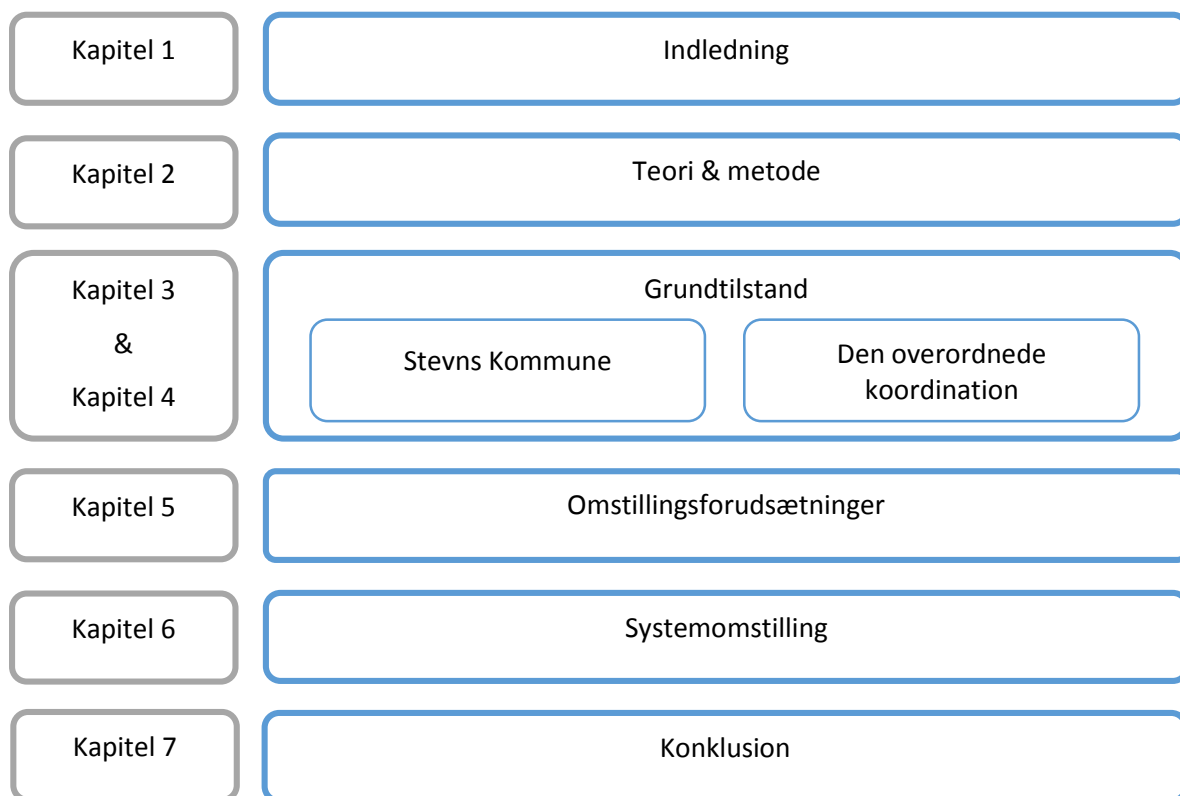 Kapitel 1
Indledning
Kapitel 2
Teori & metode
Kapitel 3
&
Kapitel 4
Grundtilstand
Stevns Kommune
Den overordnede
koordination
Kapitel 5
Omstillingsforudsætninger
Kapitel 6
Systemomstilling
Kapitel 7
Konklusion